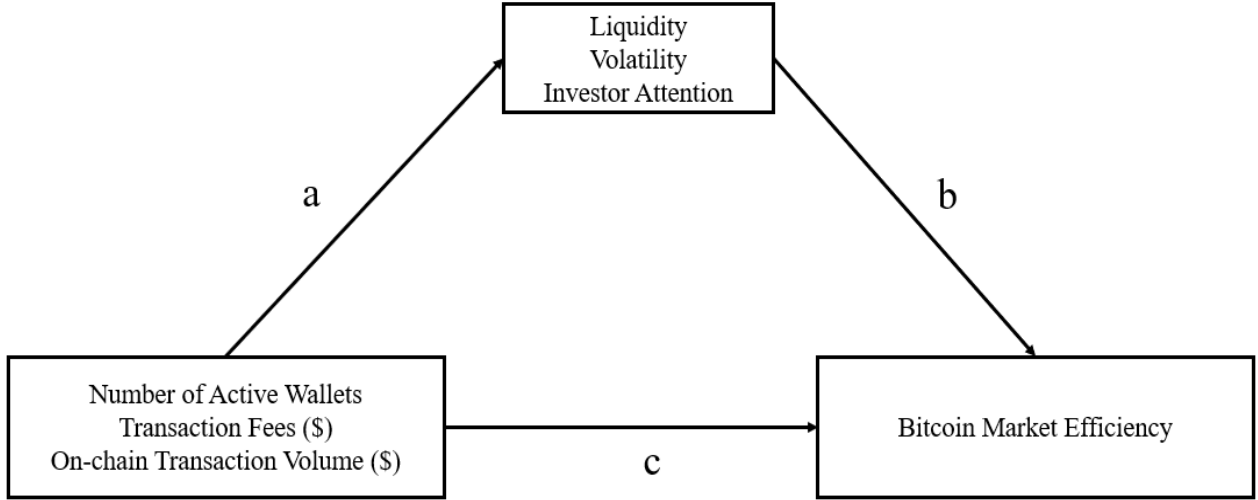 Liquidity
Volatility
Investor Attention
a
b
Number of Active Wallets
Transaction Fees ($)
On-chain Transaction Volume ($)
c
Bitcoin Market Efficiency